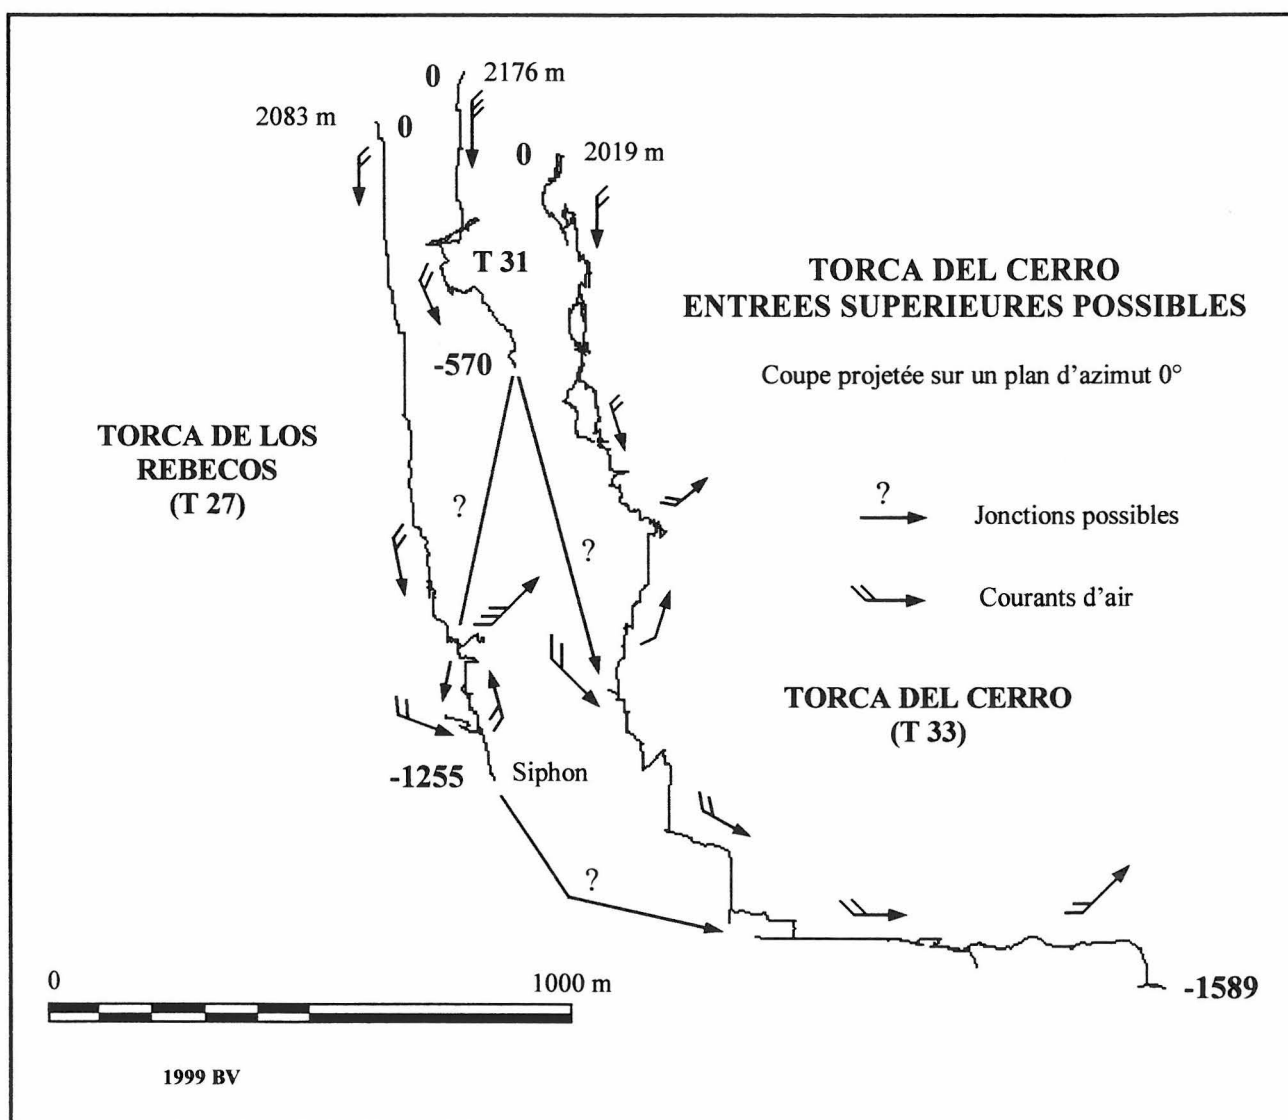 0 2176 m
2083 m 0
0 2019 m
T 31
TORCA DEL CERRO
ENTREES SUPERIEURES POSSIBLES
-570
Coupe projetée sur un plan d'azimut 0°
TORCA DE LOS
REBECOS
(T 27)
?
?
? Jonctions possibles
Courants d'air
TORCA DEL CERRO
(T 33)
-1255 Siphon
?
0 1000 m
-1589
1999 BV